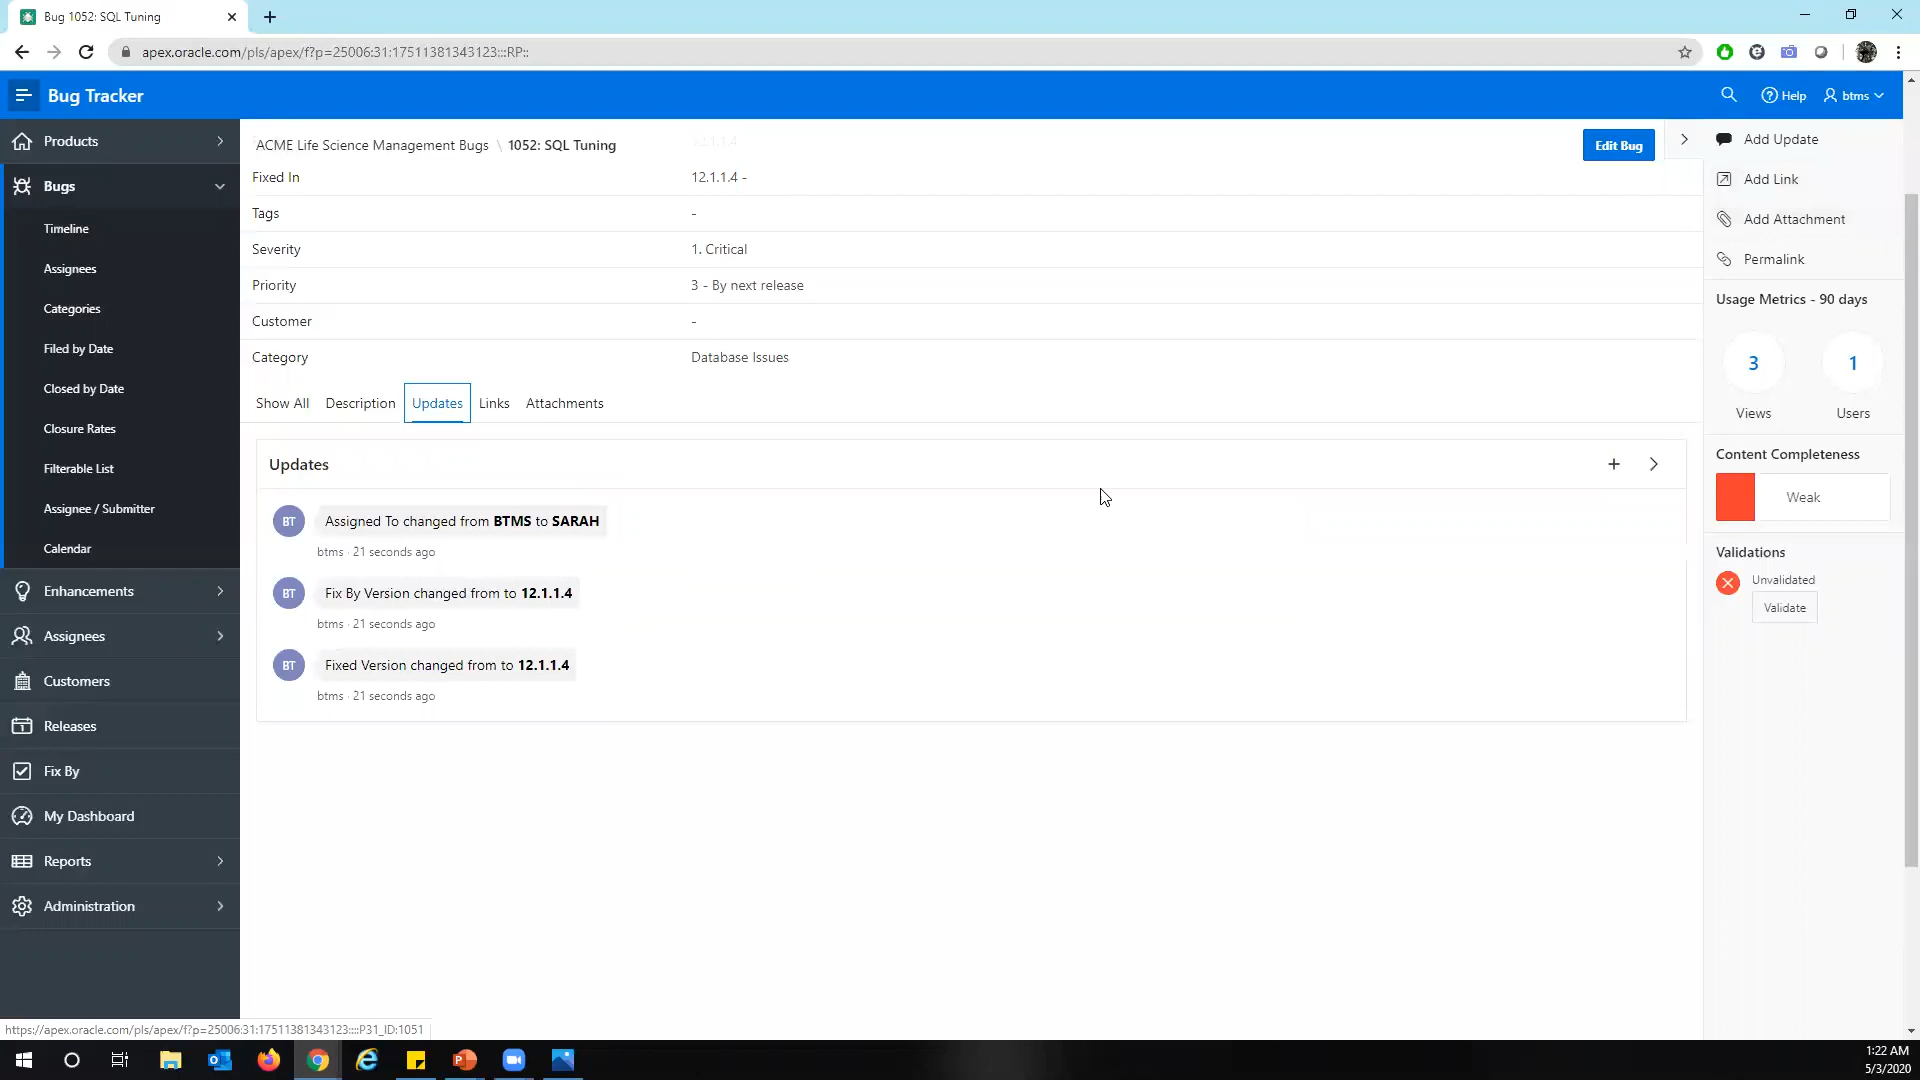 Bug 1052: SQL Tuning
apex.oracle.com/pls/apex/f?p=25006:31:17511381343123:::RP::
Bug Tracker
Help
btms
Products
Bugs
Timeline
Assignees
Categories
Filed by Date
Closed by Date
Closure Rates
Filterable List
Assignee / Submitter
Calendar
Enhancements
Assignees
Customers
Releases
Fix By
My Dashboard
Reports
Administration
ACME Life Science Management Bugs \ 1052: SQL Tuning
12.1.1.4
Edit Bug
Fixed In 12.1.1.4 -
Tags -
Severity 1. Critical
Priority 3 - By next release
Customer -
Category Database Issues
Show All Description Updates Links Attachments
Updates
BT Assigned To changed from BTMS to SARAH
btms · 21 seconds ago
BT Fix By Version changed from to 12.1.1.4
btms · 21 seconds ago
BT Fixed Version changed from to 12.1.1.4
btms · 21 seconds ago
Add Update
Add Link
Add Attachment
Permalink
Usage Metrics - 90 days
3 1
Views Users
Content Completeness
Weak
Validations
Unvalidated
Validate
https://apex.oracle.com/pls/apex/f?p=25006:31:17511381343123::::P31_ID:1051
1:22 AM
5/3/2020